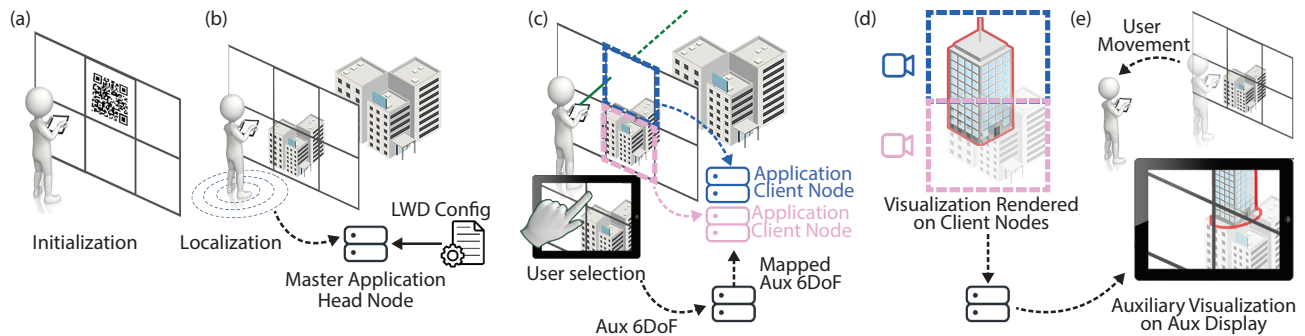 (a)
Initialization
(b)
Localization
LWD Config
Master Application
Head Node
(c)
User selection
Aux 6DoF
Application
Client Node
Application
Client Node
Mapped
Aux 6DoF
(d)
Visualization Rendered
on Client Nodes
(e)
User
Movement
Auxiliary Visualization
on Aux Display